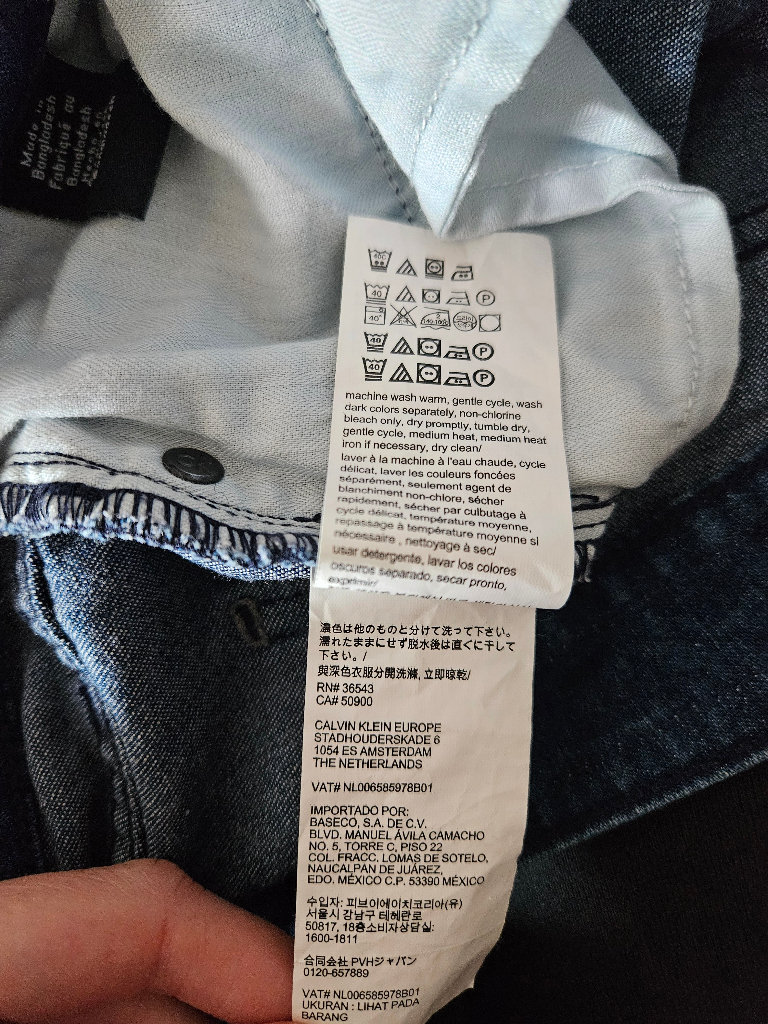 Made in
Bangladesh
Fabriqué au
Bangladesh
40C
40
40°
140-160°C
드라이
P
40
P
40
P
machine wash warm, gentle cycle, wash
dark colors separately, non-chlorine
bleach only, dry promptly, tumble dry,
gentle cycle, medium heat, medium heat
iron if necessary, dry clean/
laver à la machine à l'eau chaude, cycle
délicat, laver les couleurs foncées
séparément, seulement agent de
blanchiment non-chlore, sécher
rapidement, sécher par culbutage à
cycle délicat, température moyenne,
repassage à température moyenne si
nécessaire , nettoyage à sec/
usar detergente, lavar los colores
oscuros separado, secar pronto,
exprimir/
濃色は他のものと分けて洗って下さい。
濡れたままにせず脱水後は直ぐに干して
下さい。/
與深色衣服分開洗滌, 立即晾乾/
RN# 36543
CA# 50900
CALVIN KLEIN EUROPE
STADHOUDERSKADE 6
1054 ES AMSTERDAM
THE NETHERLANDS
VAT# NL006585978B01
IMPORTADO POR:
BASECO, S.A. DE C.V.
BLVD. MANUEL ÁVILA CAMACHO
NO. 5, TORRE C, PISO 22
COL. FRACC. LOMAS DE SOTELO,
NAUCALPAN DE JUÁREZ,
EDO. MÉXICO C.P. 53390 MÉXICO
수입자: 피브이에이치코리아(유)
서울시 강남구 테헤란로
50817, 18층소비자상담실:
1600-1811
合同会社 PVHジャパン
0120-657889
VAT# NL006585978B01
UKURAN : LIHAT PADA
BARANG